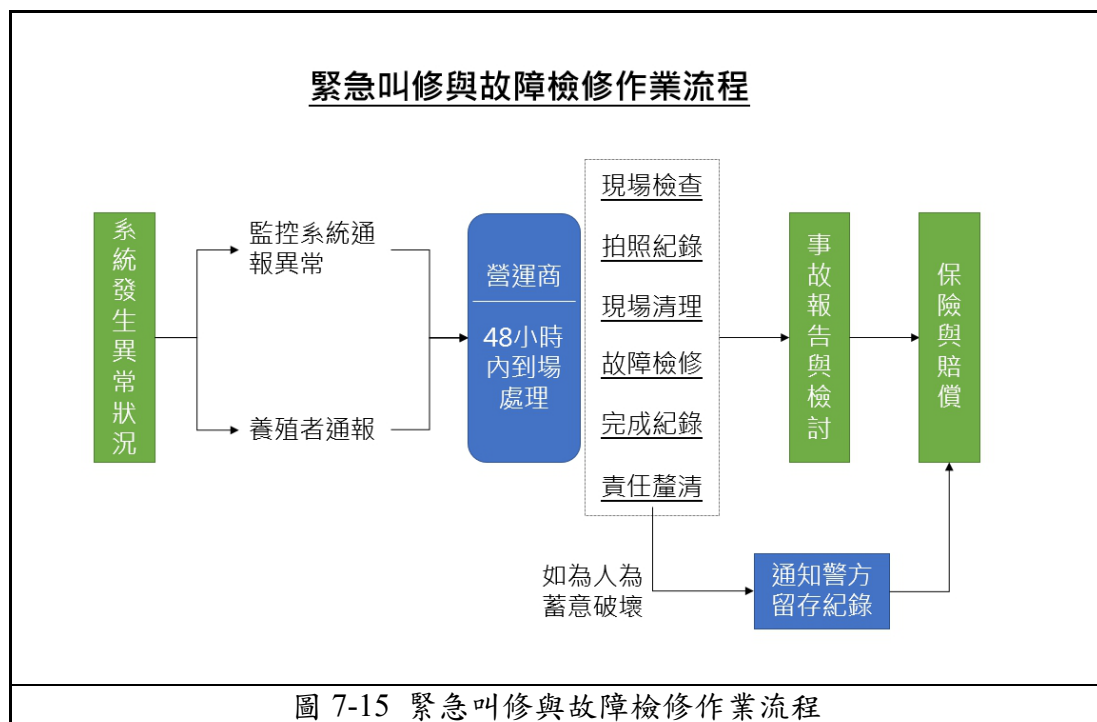 緊急叫修與故障檢修作業流程
系統發生異常狀況
監控系統通
報異常
養殖者通報
營運商
48小時
內到場
處理
現場檢查
拍照紀錄
現場清理
故障檢修
完成紀錄
責任釐清
事故報告與檢討
保險與賠償
如為人為
蓄意破壞
通知警方
留存紀錄
圖 7-15 緊急叫修與故障檢修作業流程